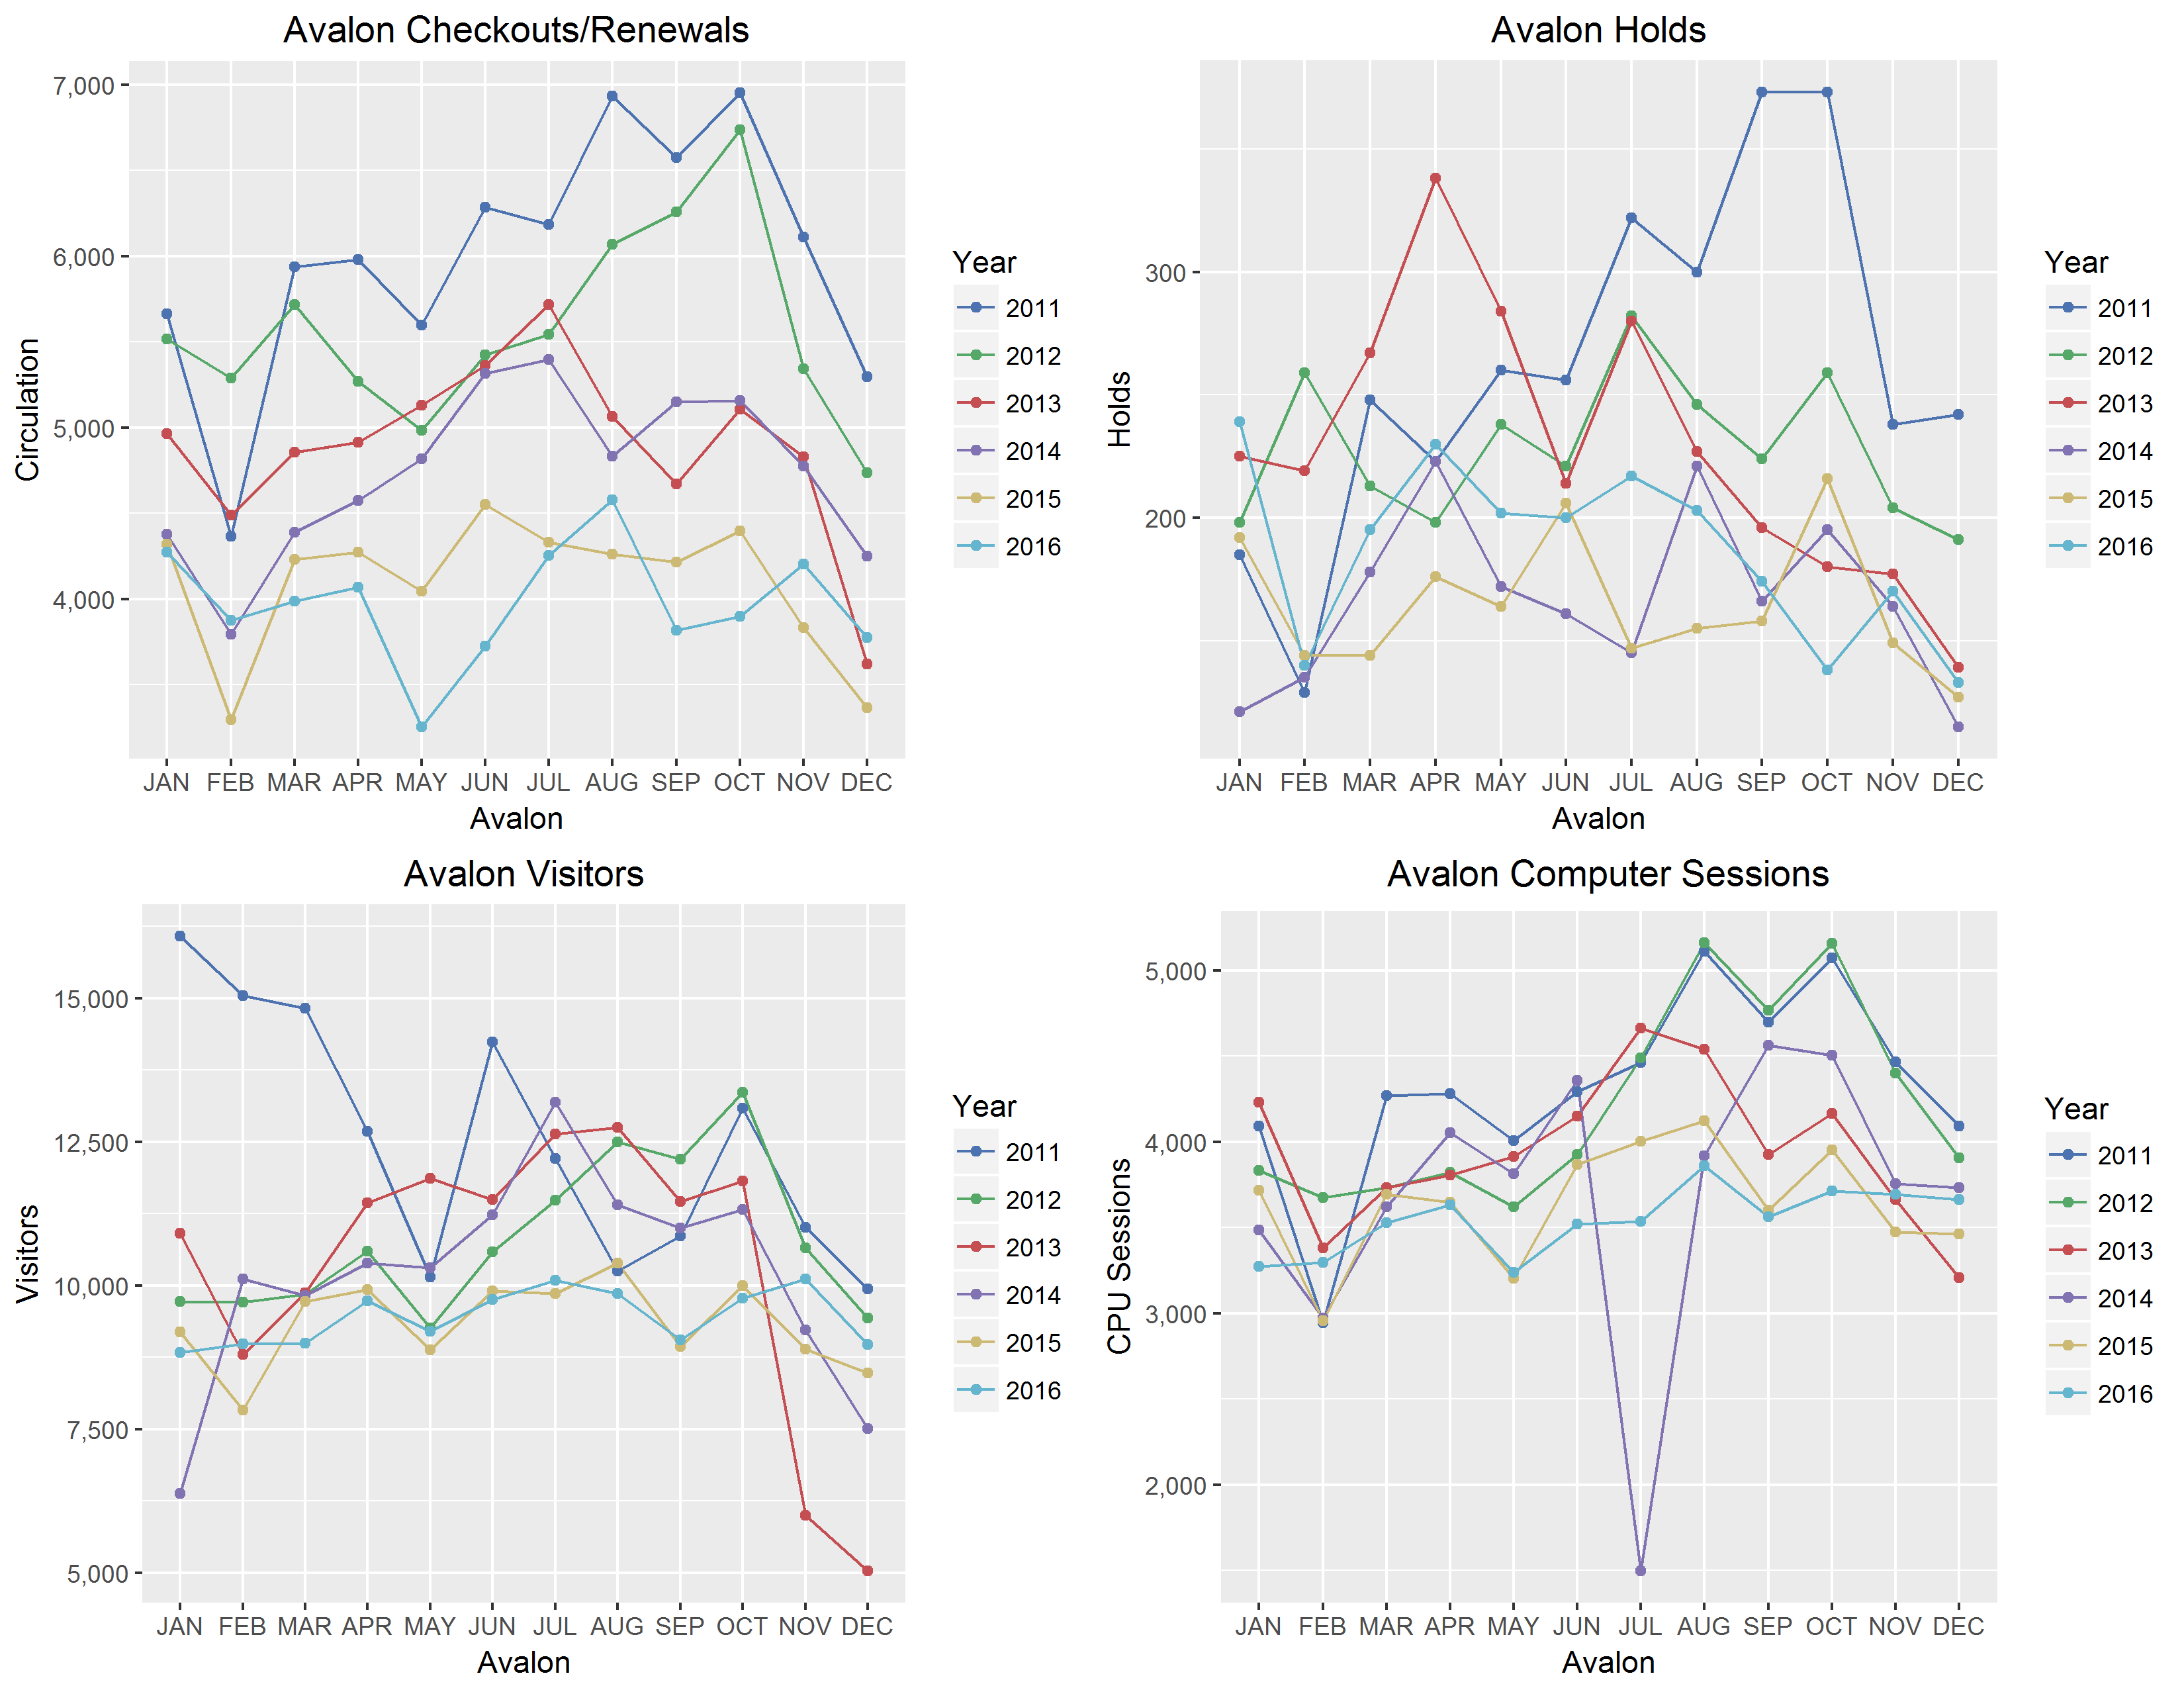 Avalon Checkouts/Renewals
7,000
6,000
5,000
4,000
Circulation
JAN FEB MAR APR MAY JUN JUL AUG SEP OCT NOV DEC
Avalon
Year
2011
2012
2013
2014
2015
2016
Avalon Holds
300
200
Holds
JAN FEB MAR APR MAY JUN JUL AUG SEP OCT NOV DEC
Avalon
Year
2011
2012
2013
2014
2015
2016
Avalon Visitors
15,000
12,500
10,000
7,500
5,000
Visitors
JAN FEB MAR APR MAY JUN JUL AUG SEP OCT NOV DEC
Avalon
Year
2011
2012
2013
2014
2015
2016
Avalon Computer Sessions
5,000
4,000
3,000
2,000
CPU Sessions
JAN FEB MAR APR MAY JUN JUL AUG SEP OCT NOV DEC
Avalon
Year
2011
2012
2013
2014
2015
2016